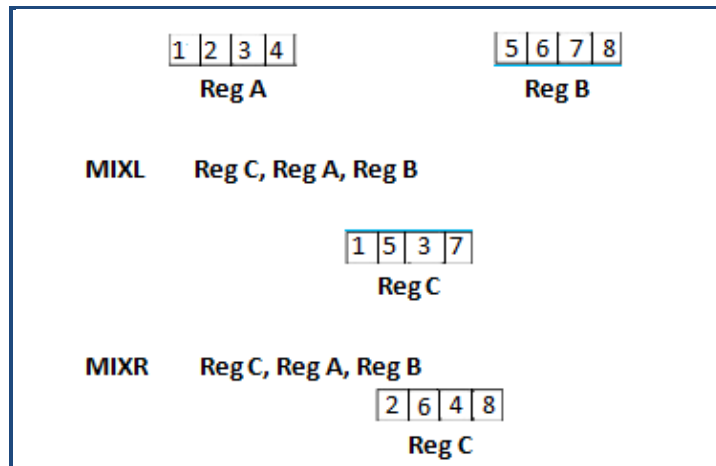 1 2 3 4 5 6 7 8
Reg A Reg B
MIXL Reg C, Reg A, Reg B
1 5 3 7
Reg C
MIXR Reg C, Reg A, Reg B
2 6 4 8
Reg C